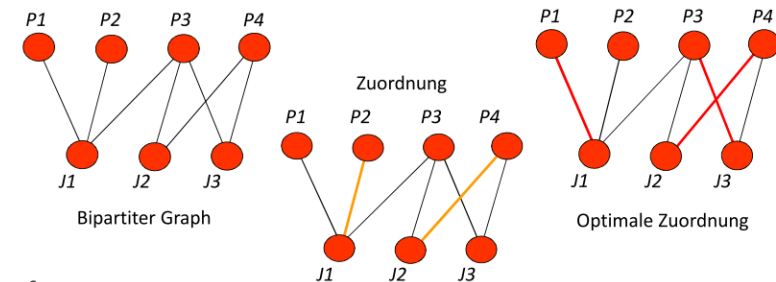 P1 P2 P3 P4
J1 J2 J3
Bipartiter Graph
Zuordnung
P1 P2 P3 P4
J1 J2 J3
P1 P2 P3 P4
J1 J2 J3
Optimale Zuordnung